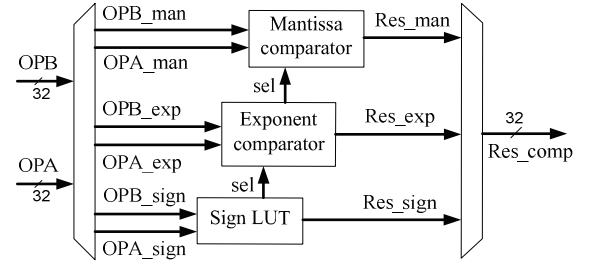 OPB_man
Mantissa
comparator
Res_man
OPB
OPA_man
32
sel
OPB_exp
Exponent
comparator
Res_exp
32
Res_comp
OPA
OPA_exp
32
sel
OPB_sign
Sign LUT
Res_sign
OPA_sign